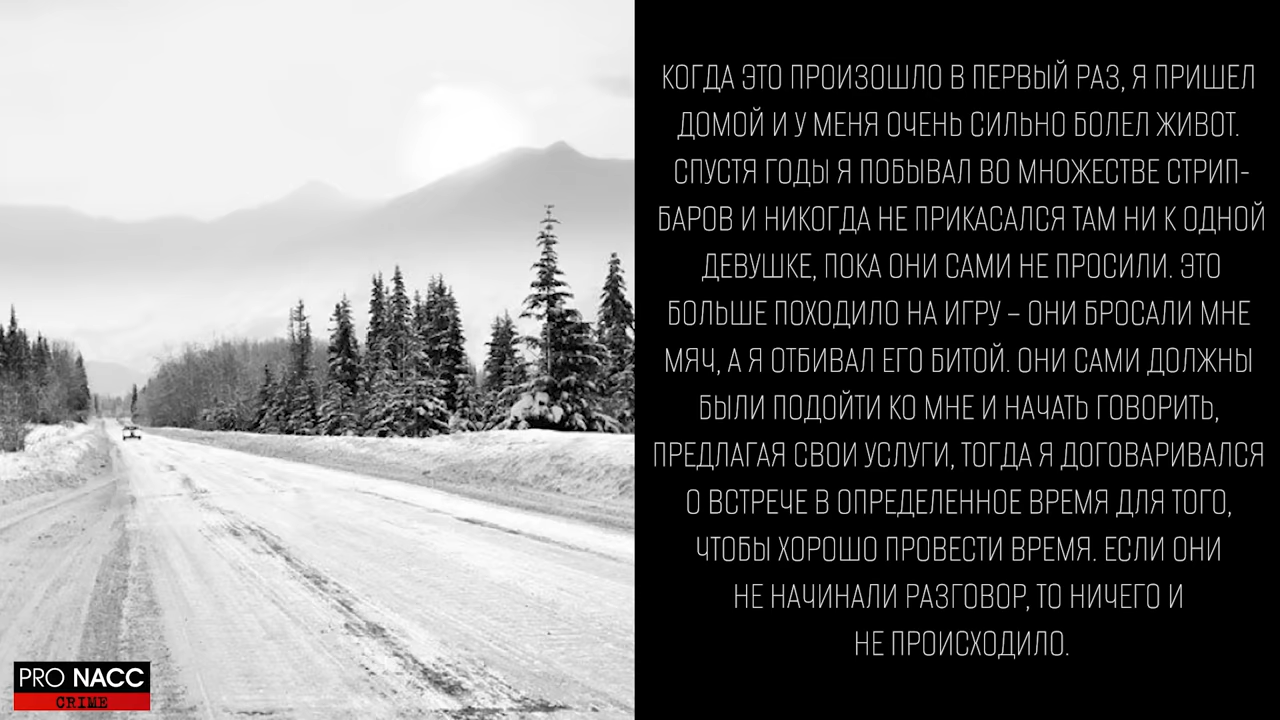 КОГДА ЭТО ПРОИЗОШЛО В ПЕРВЫЙ РАЗ, Я ПРИШЕЛ
ДОМОЙ И У МЕНЯ ОЧЕНЬ СИЛЬНО БОЛЕЛ ЖИВОТ.
СПУСТЯ ГОДЫ Я ПОБЫВАЛ ВО МНОЖЕСТВЕ СТРИП-
БАРОВ И НИКОГДА НЕ ПРИКАСАЛСЯ ТАМ НИ К ОДНОЙ
ДЕВУШКЕ, ПОКА ОНИ САМИ НЕ ПРОСИЛИ. ЭТО
БОЛЬШЕ ПОХОДИЛО НА ИГРУ – ОНИ БРОСАЛИ МНЕ
МЯЧ, А Я ОТБИВАЛ ЕГО БИТОЙ. ОНИ САМИ ДОЛЖНЫ
БЫЛИ ПОДОЙТИ КО МНЕ И НАЧАТЬ ГОВОРИТЬ,
ПРЕДЛАГАЯ СВОИ УСЛУГИ, ТОГДА Я ДОГОВАРИВАЛСЯ
О ВСТРЕЧЕ В ОПРЕДЕЛЕННОЕ ВРЕМЯ ДЛЯ ТОГО,
ЧТОБЫ ХОРОШО ПРОВЕСТИ ВРЕМЯ. ЕСЛИ ОНИ
НЕ НАЧИНАЛИ РАЗГОВОР, ТО НИЧЕГО И
НЕ ПРОИСХОДИЛО.
PRO NACC
CRIME